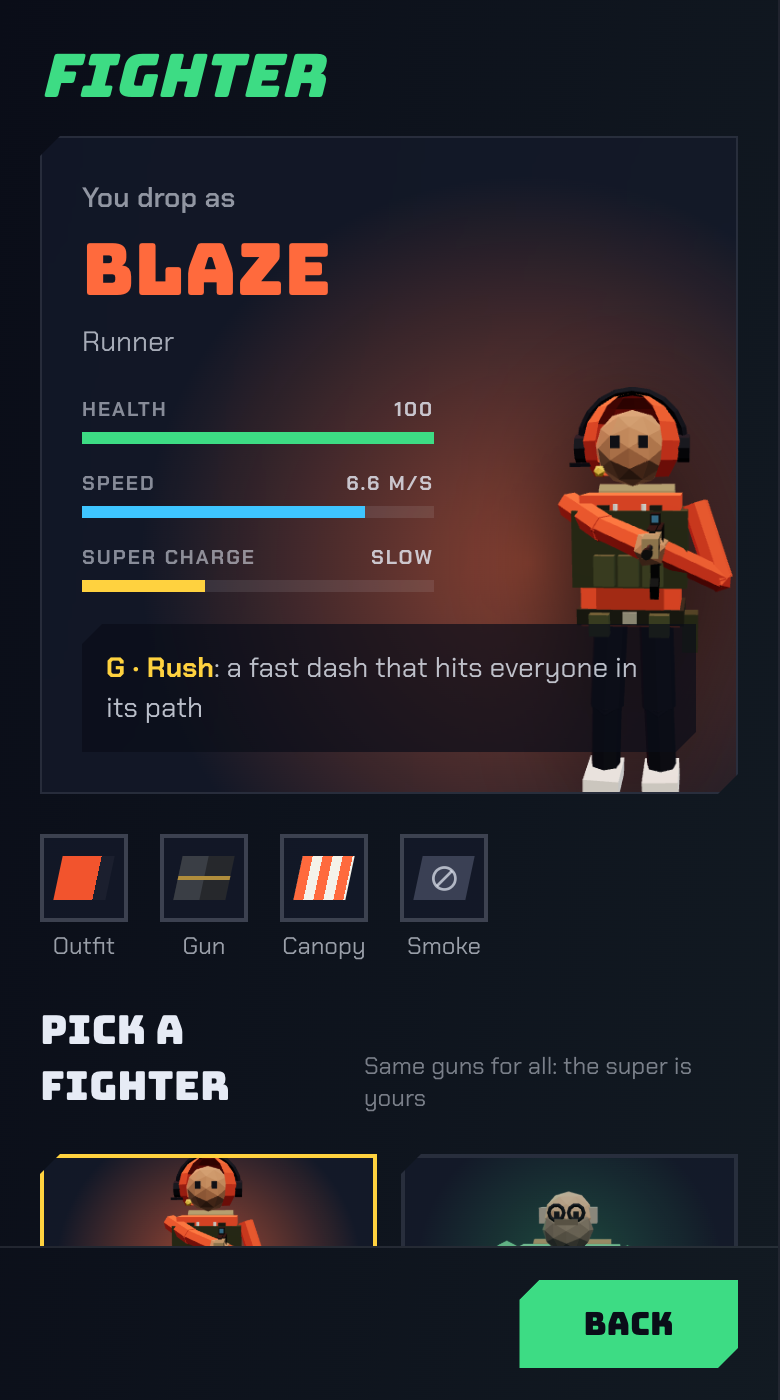 FIGHTER
You drop as
BLAZE
Runner
HEALTH 100
SPEED 6.6 M/S
SUPER CHARGE SLOW
G · Rush: a fast dash that hits everyone in
its path
Outfit Gun Canopy Smoke
PICK A
FIGHTER
Same guns for all: the super is
yours
BACK